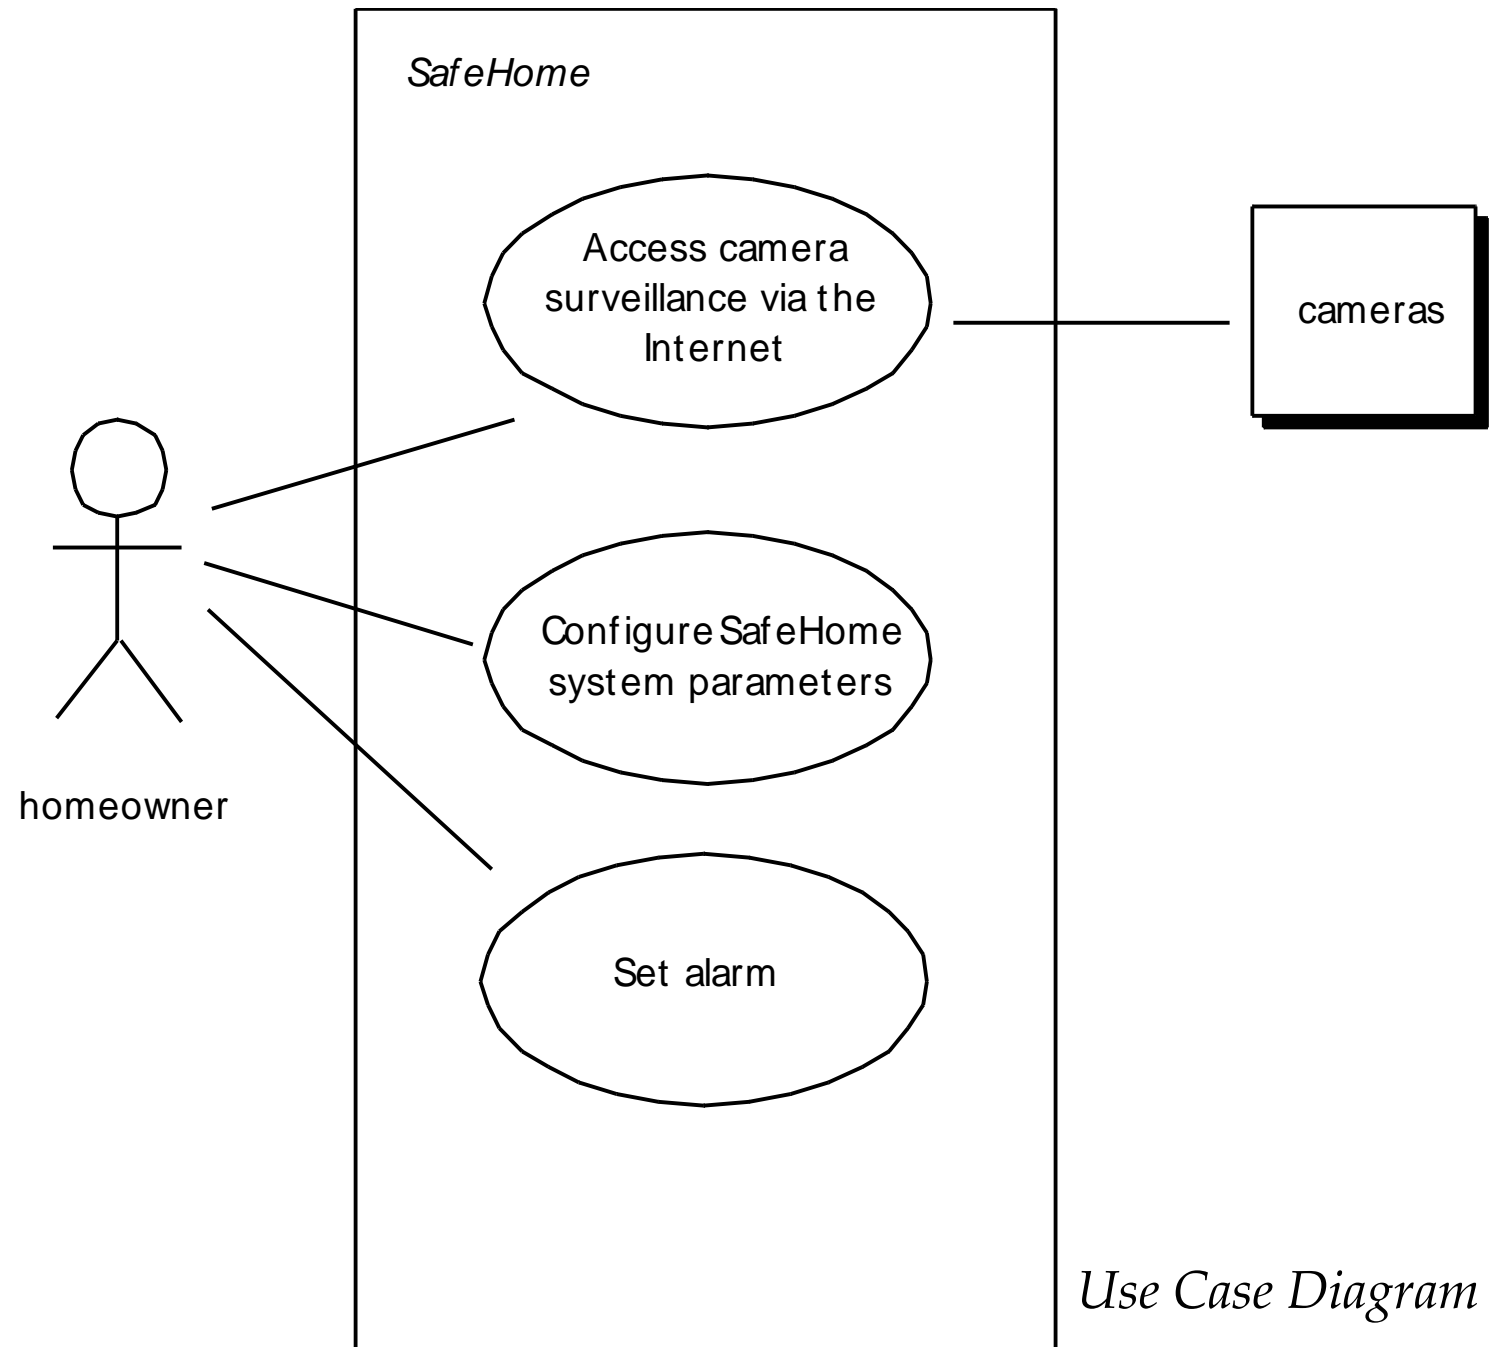 SafeHome
Access camera
surveillance via the
Internet
cameras
Configure SafeHome
system parameters
homeowner
Set alarm
Use Case Diagram